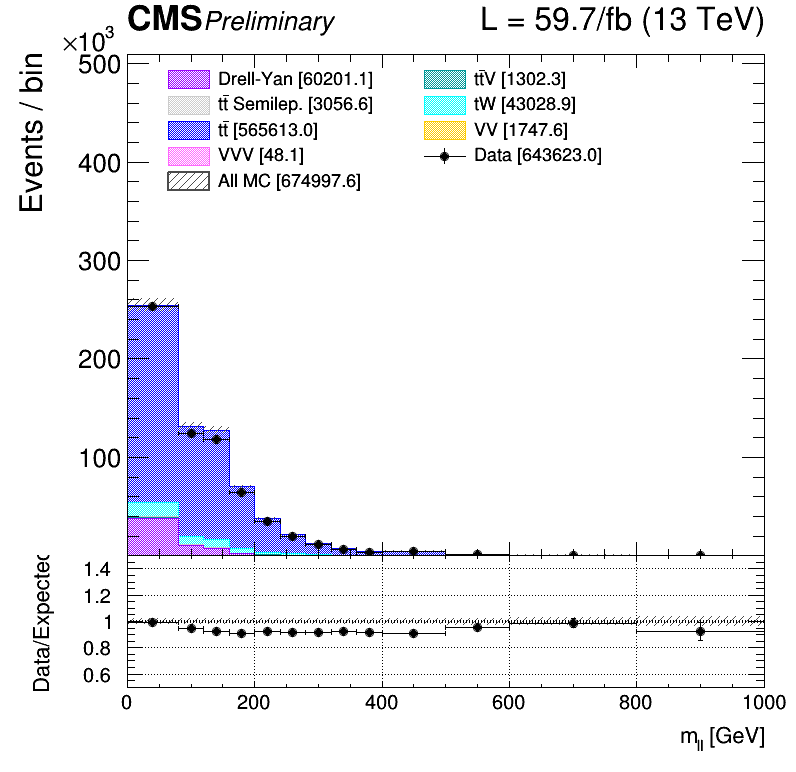 CMS Preliminary L = 59.7/fb (13 TeV)
×10³
Events / bin
500
400
300
200
100
Drell-Yan [60201.1]
tt̄ Semilep. [3056.6]
tt̄ [565613.0]
VVV [48.1]
All MC [674997.6]
tt̄V [1302.3]
tW [43028.9]
VV [1747.6]
Data [643623.0]
Data/Expected
1.4
1.2
1
0.8
0.6
0 200 400 600 800 1000
m_ll [GeV]